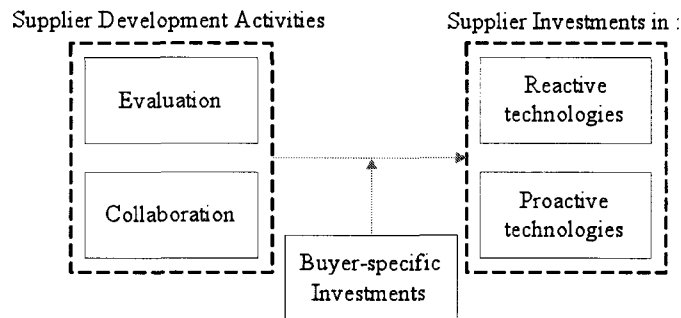 Supplier Development Activities
Supplier Investments in :
Evaluation
Collaboration
Reactive
technologies
Proactive
technologies
Buyer-specific
Investments